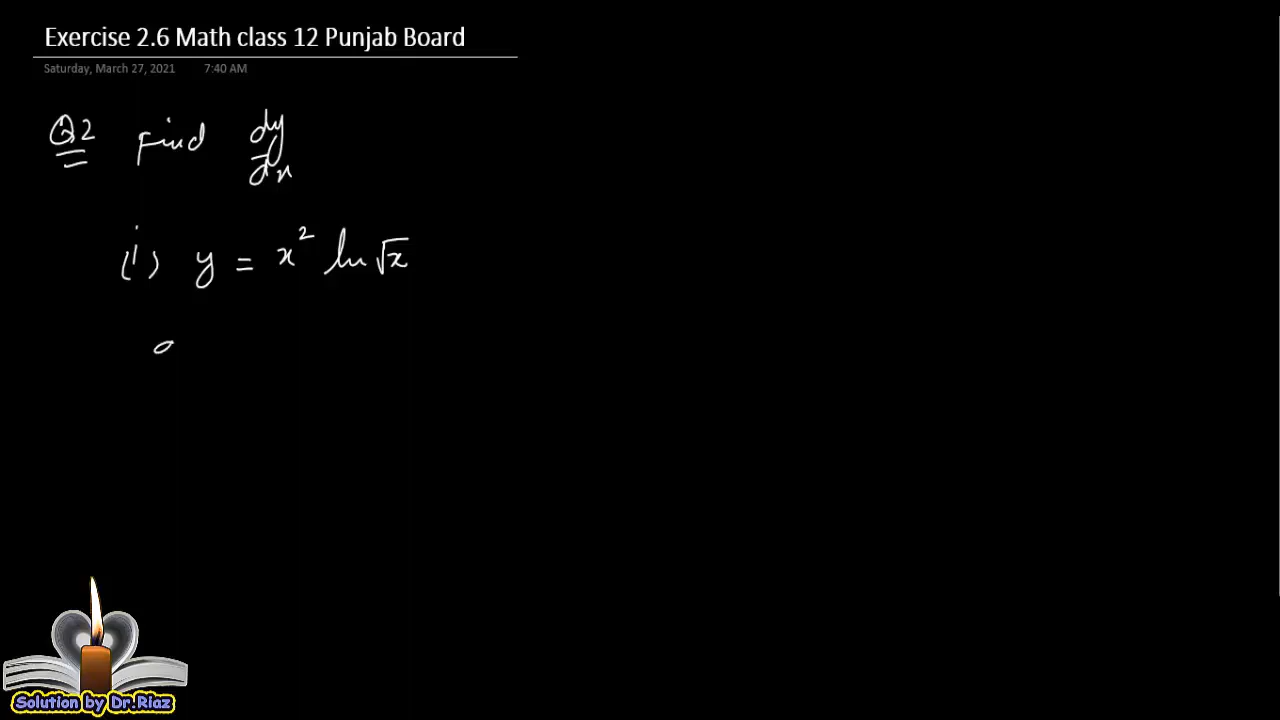 Exercise 2.6 Math class 12 Punjab Board
Saturday, March 27, 2021 7:40 AM
Q2 Find dy/dx
(i) y = x² ln √x
Solution by Dr.Riaz